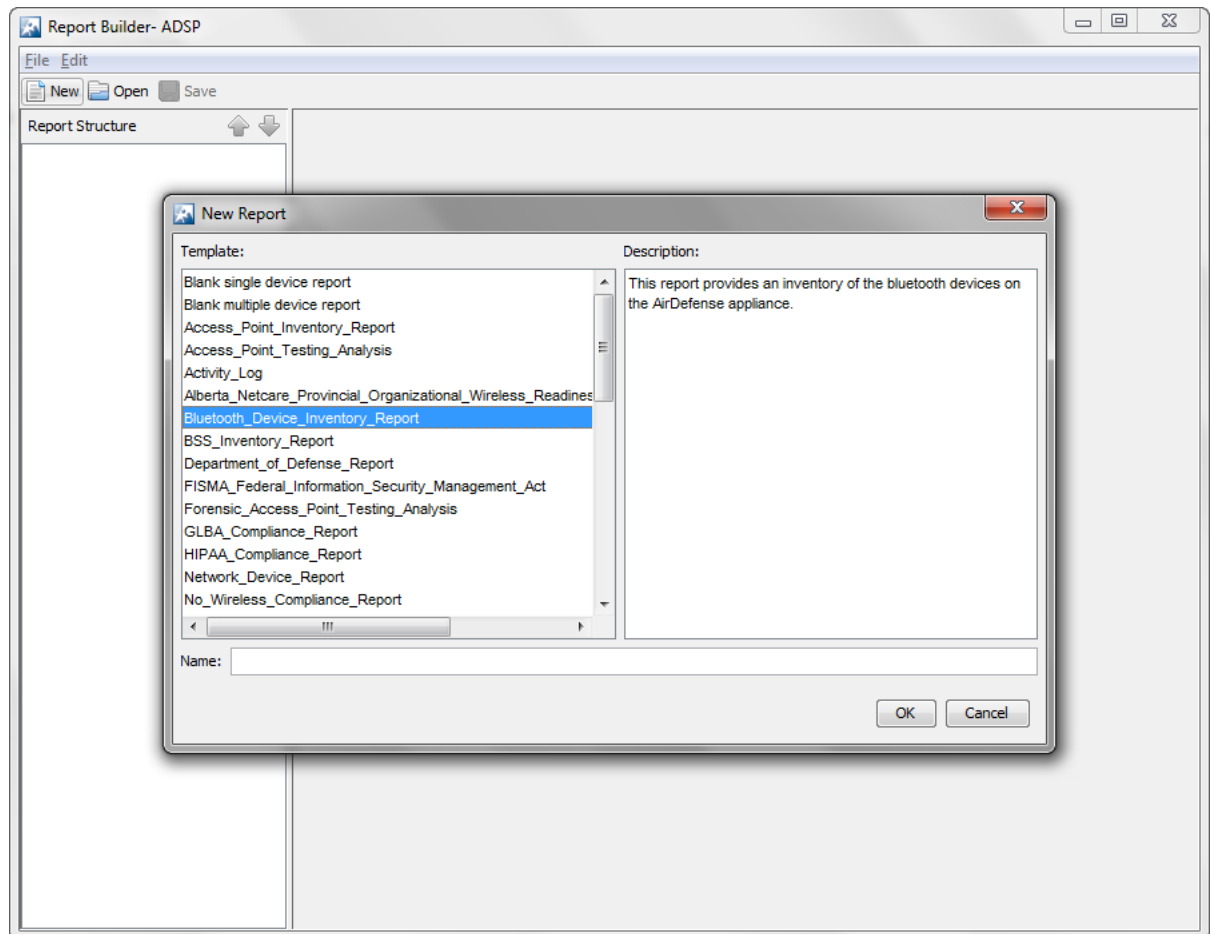 Report Builder- ADSP
File Edit
New Open Save
Report Structure
New Report
Template:
Blank single device report
Blank multiple device report
Access_Point_Inventory_Report
Access_Point_Testing_Analysis
Activity_Log
Alberta_Netcare_Provincial_Organizational_Wireless_Readines
Bluetooth_Device_Inventory_Report
BSS_Inventory_Report
Department_of_Defense_Report
FISMA_Federal_Information_Security_Management_Act
Forensic_Access_Point_Testing_Analysis
GLBA_Compliance_Report
HIPAA_Compliance_Report
Network_Device_Report
No_Wireless_Compliance_Report
Description:
This report provides an inventory of the bluetooth devices on
the AirDefense appliance.
Name:
OK Cancel